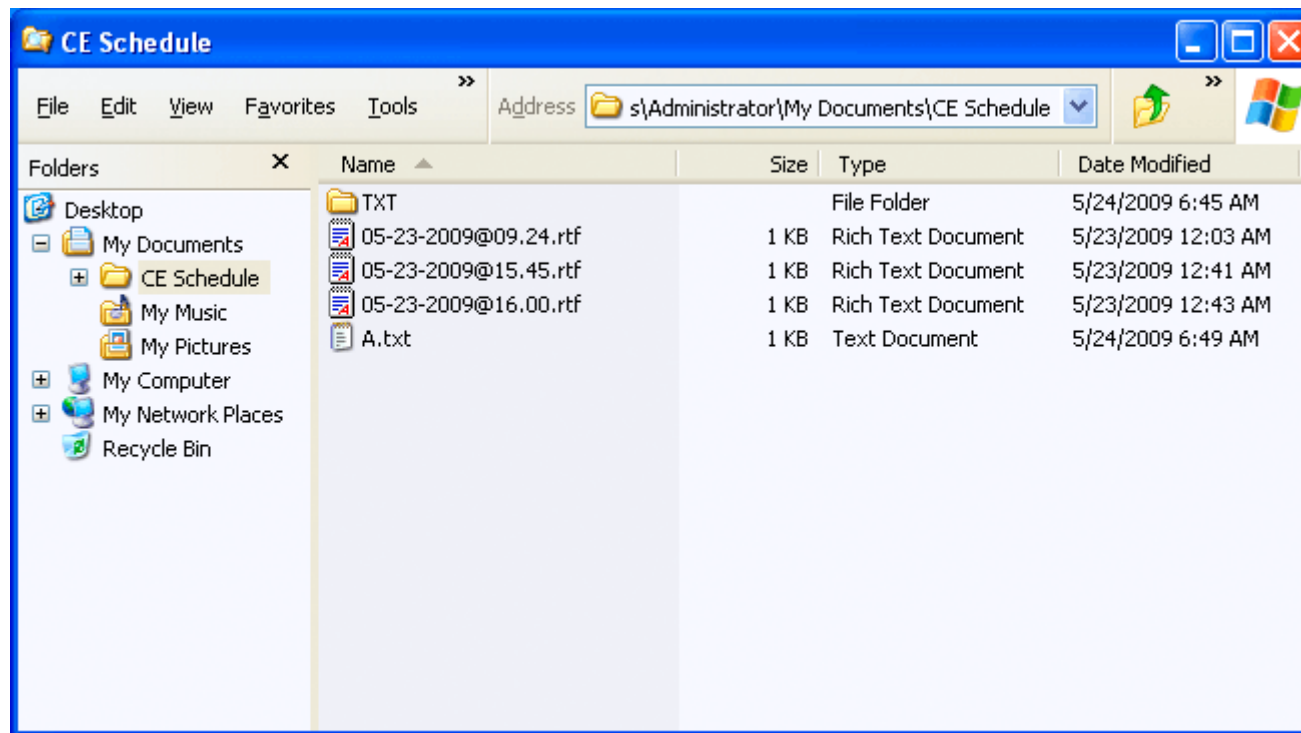 CE Schedule
File Edit View Favorites Tools » Address s\Administrator\My Documents\CE Schedule »
Folders X Name Size Type Date Modified
Desktop
My Documents
CE Schedule
My Music
My Pictures
My Computer
My Network Places
Recycle Bin
TXT File Folder 5/24/2009 6:45 AM
05-23-2009@09.24.rtf 1 KB Rich Text Document 5/23/2009 12:03 AM
05-23-2009@15.45.rtf 1 KB Rich Text Document 5/23/2009 12:41 AM
05-23-2009@16.00.rtf 1 KB Rich Text Document 5/23/2009 12:43 AM
A.txt 1 KB Text Document 5/24/2009 6:49 AM